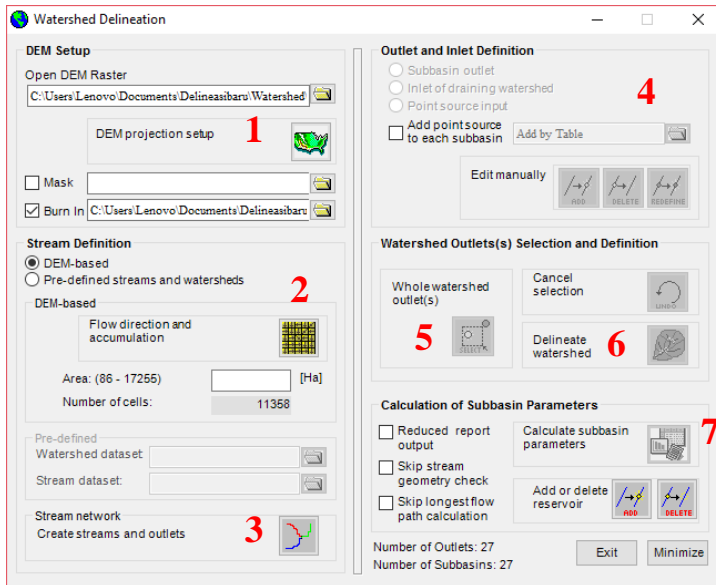 Watershed Delineation
DEM Setup
Open DEM Raster
C:\Users\Lenovo\Documents\Delineasibaru\Watershed\
DEM projection setup
1
Mask
Burn In
C:\Users\Lenovo\Documents\Delineasibaru
Stream Definition
DEM-based
Pre-defined streams and watersheds
2
DEM-based
Flow direction and
accumulation
Area: (86 - 17255)
[Ha]
Number of cells:
11358
Pre-defined
Watershed dataset
Stream dataset:
Stream network
Create streams and outlets
3
Outlet and Inlet Definition
Subbasin outlet
Inlet of draining watershed
Point source input
4
Add point source
to each subbasin
Add by Table
Edit manually
ADD
DELETE
REDEFINE
Watershed Outlets(s) Selection and Definition
Whole watershed
outlet(s)
5
SELECT
Cancel
selection
UNDO
Delineate
watershed
6
Calculation of Subbasin Parameters
Reduced report
output
Skip stream
geometry check
Skip longest flow
path calculation
Calculate subbasin
parameters
7
Add or delete
reservoir
ADD
DELETE
Number of Outlets: 27
Number of Subbasins: 27
Exit
Minimize